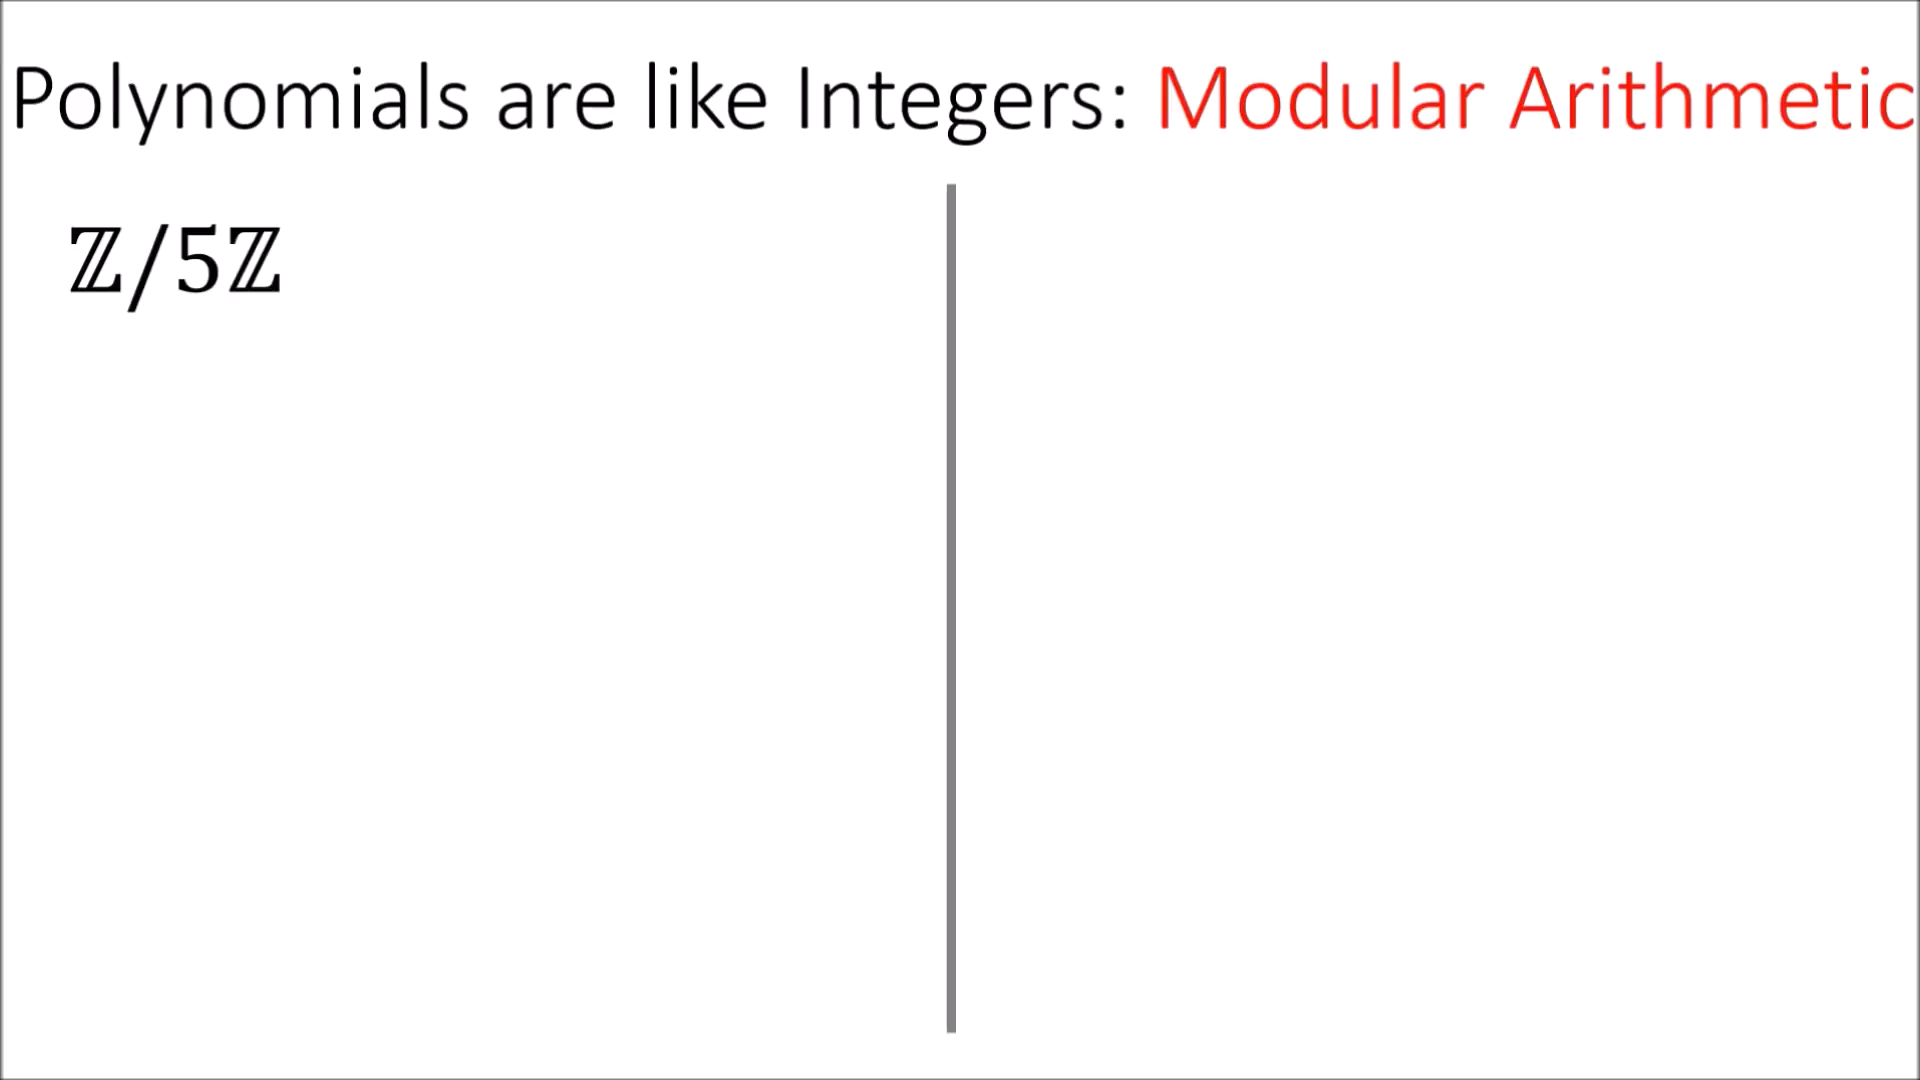 Polynomials are like Integers: Modular Arithmetic
ℤ/5ℤ